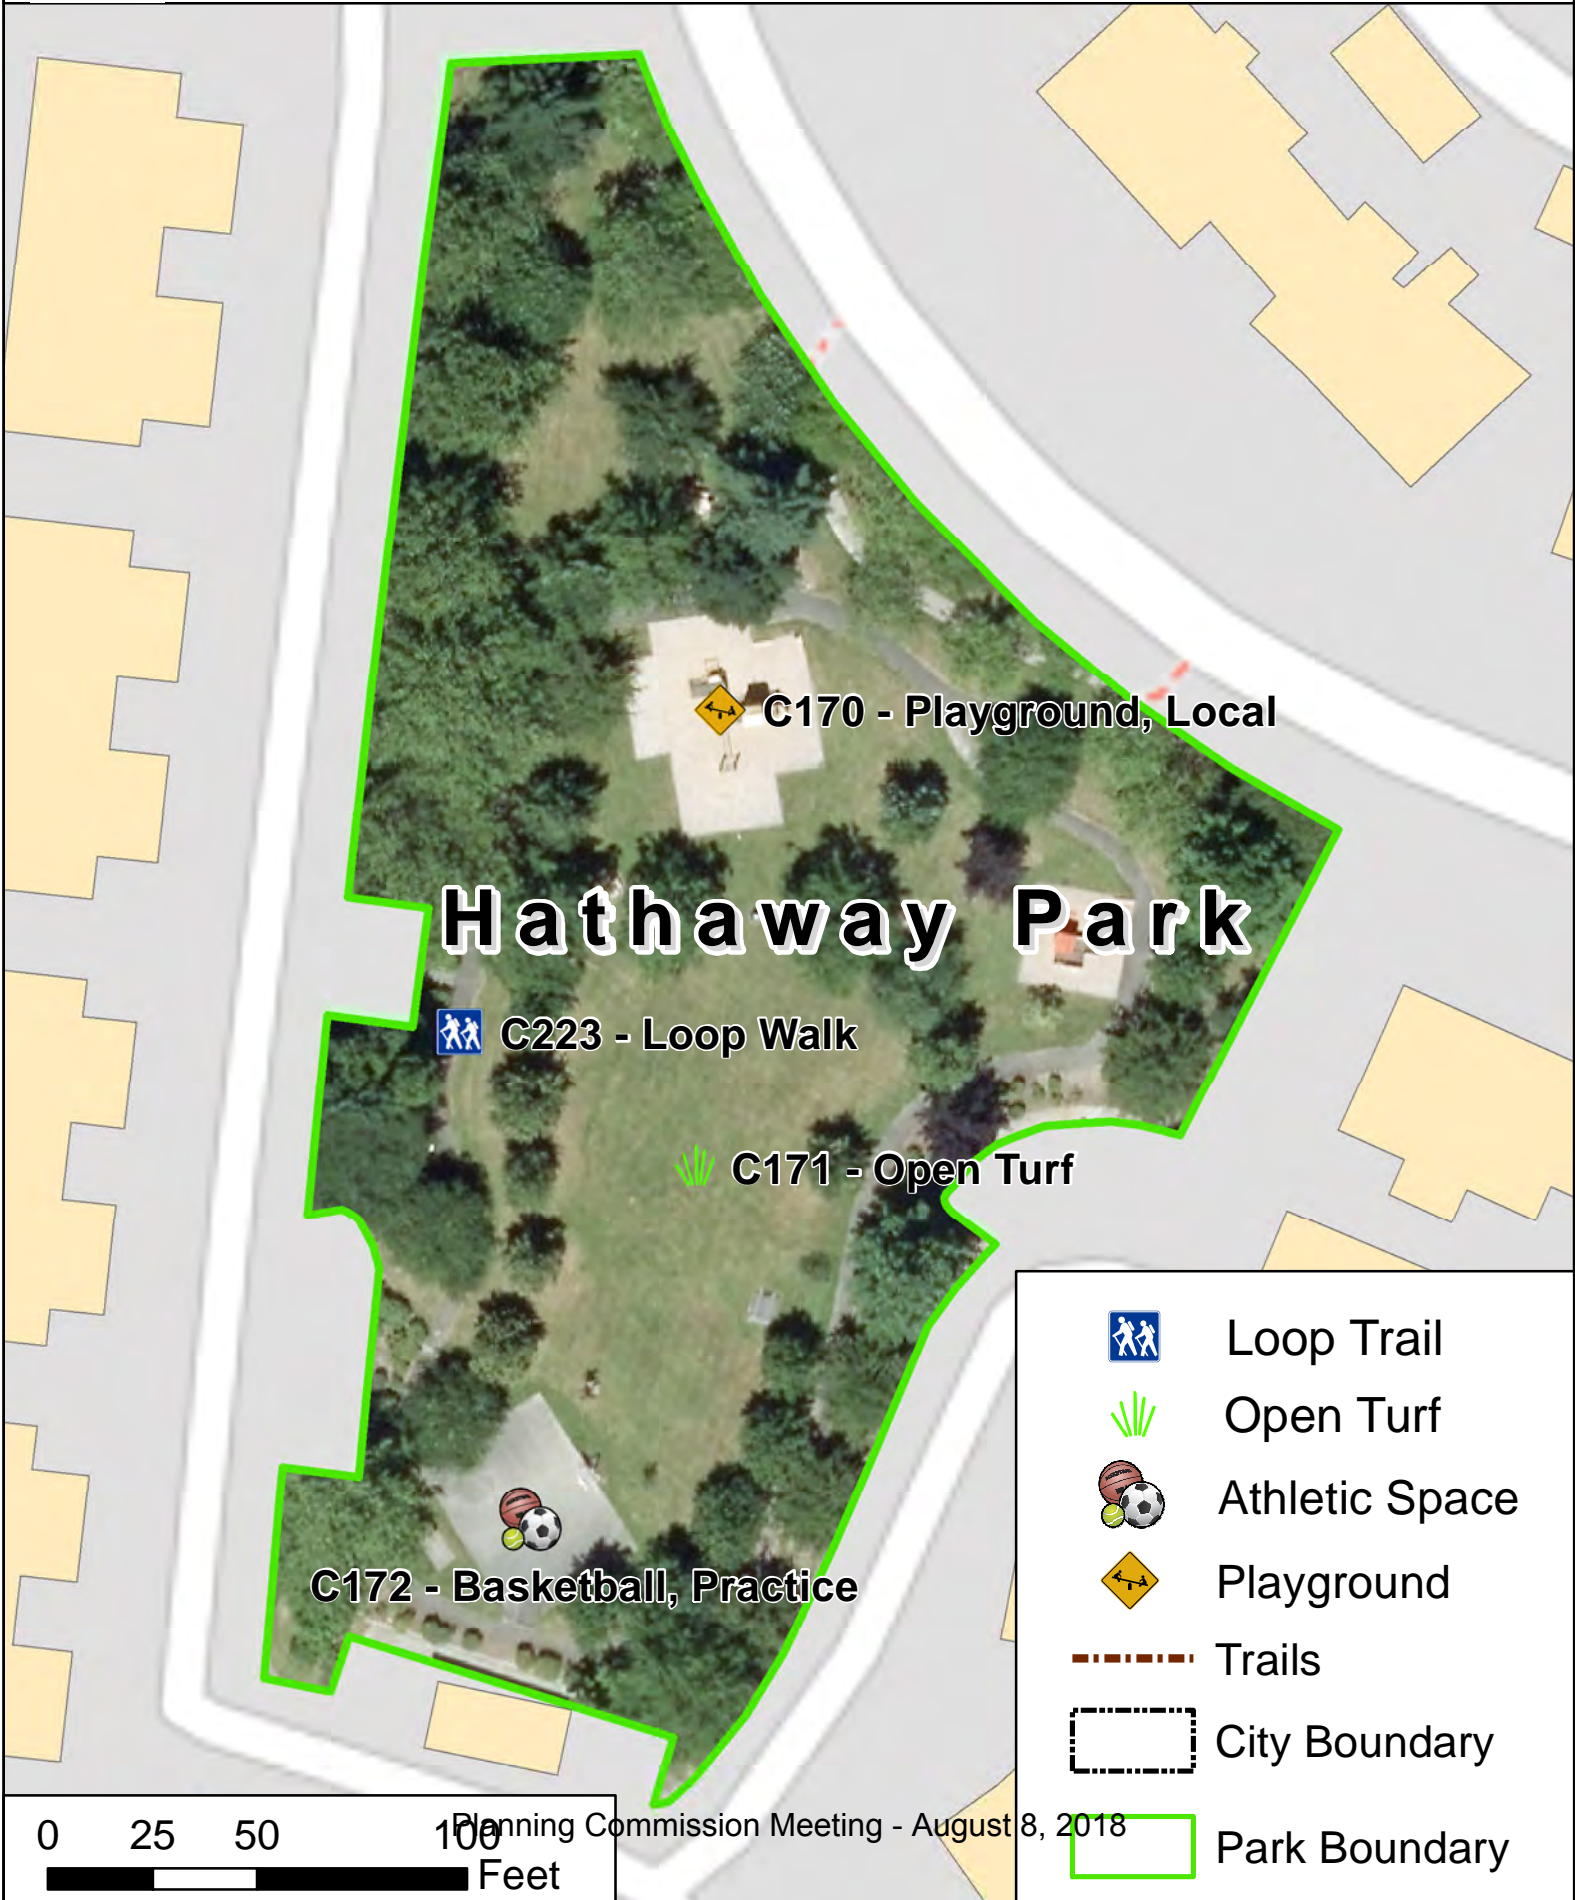 C170 - Playground, Local
Hathaway Park
C223 - Loop Walk
C171 - Open Turf
C172 - Basketball, Practice
Loop Trail
Open Turf
Athletic Space
Playground
Trails
City Boundary
Park Boundary
0 25 50 100
Feet
Planning Commission Meeting - August 8, 2018